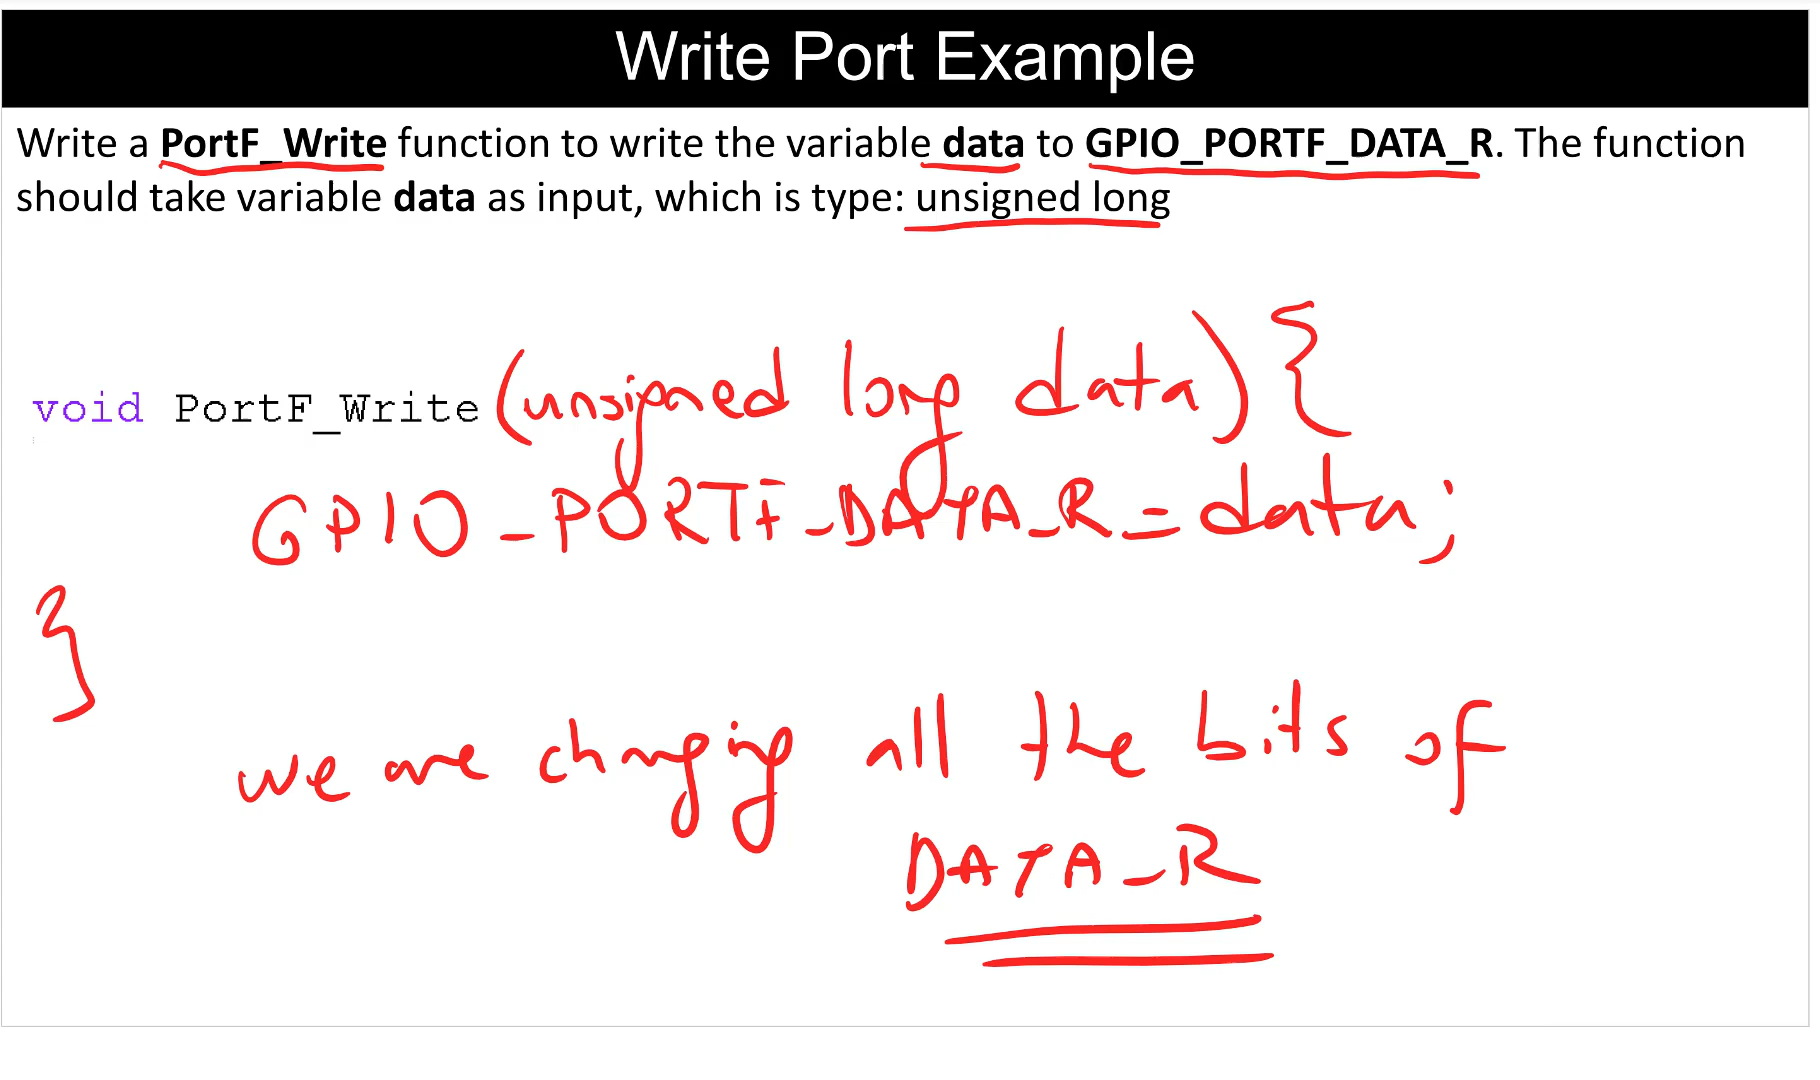 Write Port Example
Write a PortF_Write function to write the variable data to GPIO_PORTF_DATA_R. The function
should take variable data as input, which is type: unsigned long
void PortF_Write (unsigned long data) {
GPIO_PORTF_DATA_R = data;
}
we are changing all the bits of
DATA_R